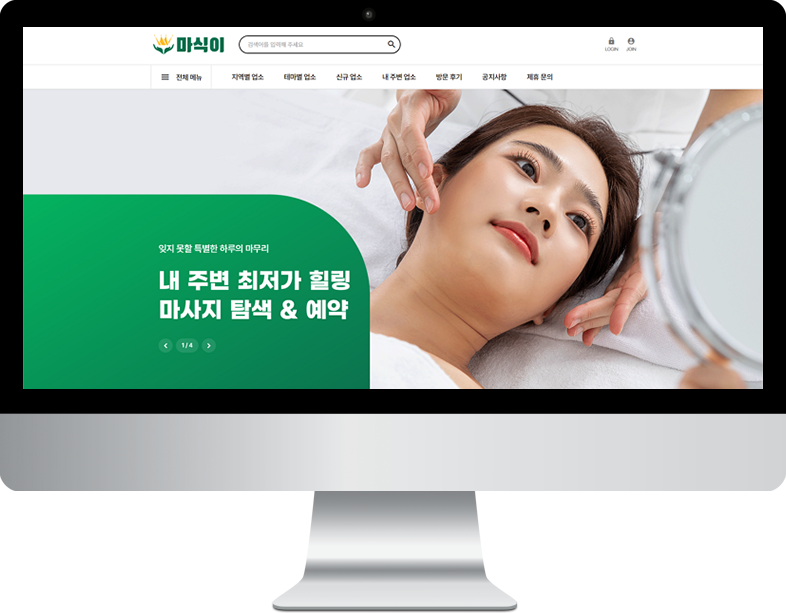 마식이
검색어를 입력해 주세요
LOGIN
JOIN
전체 메뉴
지역별 업소
테마별 업소
신규 업소
내 주변 업소
방문 후기
공지사항
제휴 문의
잊지 못할 특별한 하루의 마무리
내 주변 최저가 힐링
마사지 탐색 & 예약
1 / 4